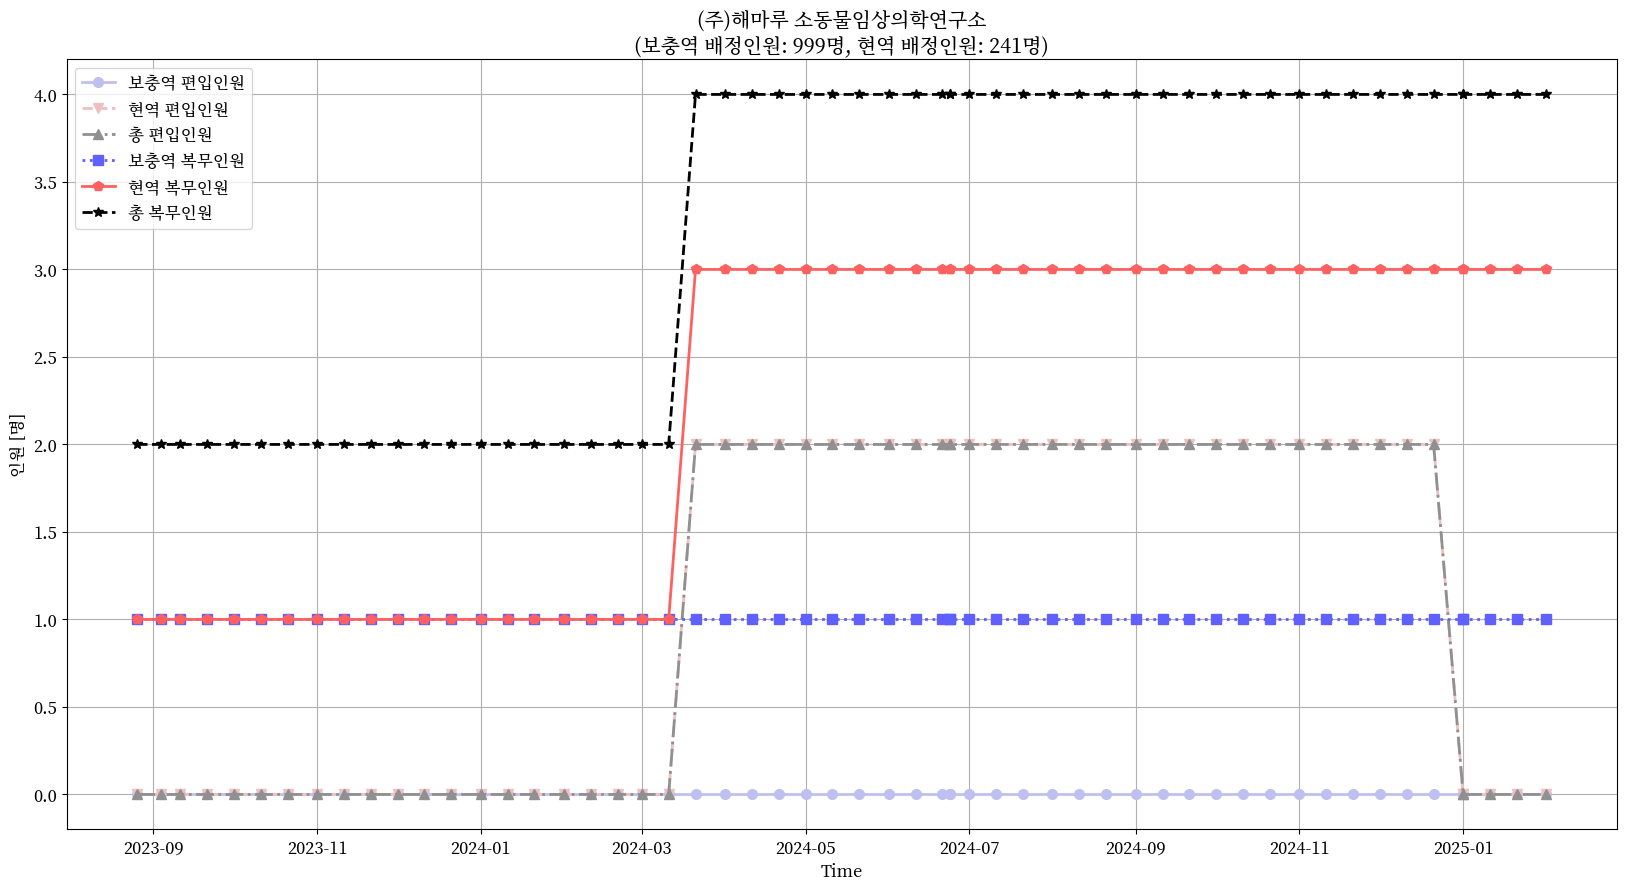 (주)해마루 소동물임상의학연구소
(보충역 배정인원: 999명, 현역 배정인원: 241명)
보충역 편입인원
현역 편입인원
총 편입인원
보충역 복무인원
현역 복무인원
총 복무인원
인원 [명]
4.0
3.5
3.0
2.5
2.0
1.5
1.0
0.5
0.0
2023-09
2023-11
2024-01
2024-03
2024-05
2024-07
2024-09
2024-11
2025-01
Time